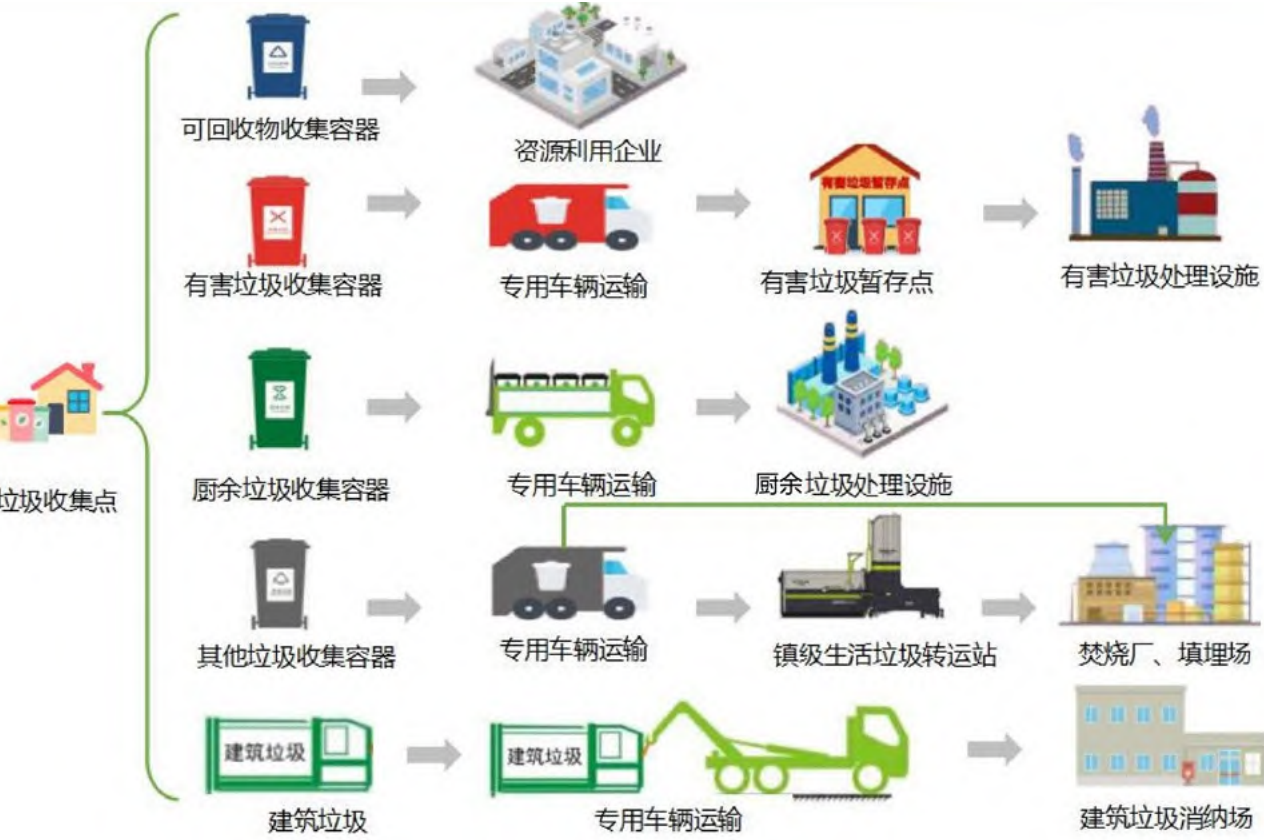 可回收物收集容器
资源利用企业
有害垃圾暂存点
有害垃圾收集容器
专用车辆运输
有害垃圾暂存点
有害垃圾处理设施
垃圾收集点
厨余垃圾收集容器
专用车辆运输
厨余垃圾处理设施
其他垃圾收集容器
专用车辆运输
镇级生活垃圾转运站
焚烧厂、填埋场
建筑垃圾
建筑垃圾
建筑垃圾
专用车辆运输
建筑垃圾消纳场